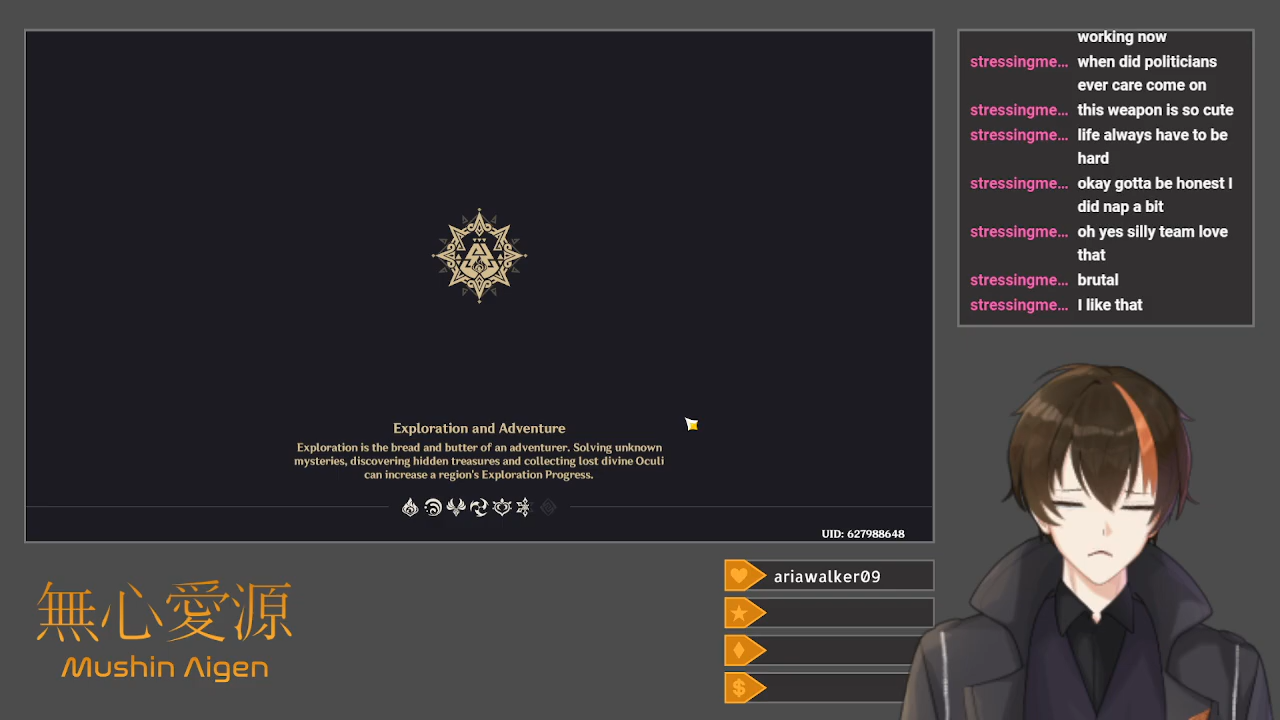 working now
stressingme... when did politicians
ever care come on
stressingme... this weapon is so cute
stressingme... life always have to be
hard
stressingme... okay gotta be honest I
did nap a bit
stressingme... oh yes silly team love
that
stressingme... brutal
stressingme... I like that
Exploration and Adventure
Exploration is the bread and butter of an adventurer. Solving unknown
mysteries, discovering hidden treasures and collecting lost divine Oculi
can increase a region's Exploration Progress.
UID: 627988648
ariawalker09
無心愛源
Mushin Aigen